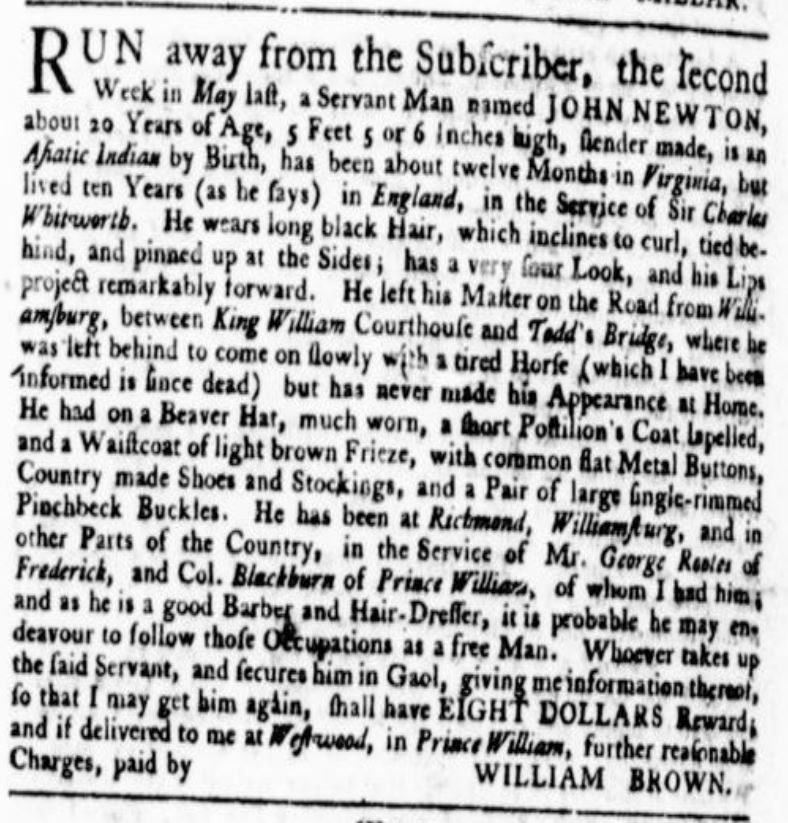 RUN away from the Subſcriber, the ſecond
Week in May laſt, a Servant Man named JOHN NEWTON,
about 20 Years of Age, 5 Feet 5 or 6 Inches high, ſlender made, is an
Aſiatic Indian by Birth, has been about twelve Months in Virginia, but
lived ten Years (as he ſays) in England, in the Service of Sir Charles
Whitworth. He wears long black Hair, which inclines to curl, tied be-
hind, and pinned up at the Sides; has a very ſour Look, and his Lips
project remarkably forward. He left his Maſter on the Road from Willi-
amſburg, between King William Courthouſe and Todd's Bridge, where he
was left behind to come on ſlowly with a tired Horſe (which I have been
informed is ſince dead) but has never made his Appearance at Home.
He had on a Beaver Hat, much worn, a ſhort Poſtilion's Coat lapelled,
and a Waiſtcoat of light brown Frieze, with common flat Metal Buttons,
Country made Shoes and Stockings, and a Pair of large ſingle-rimmed
Pinchbeck Buckles. He has been at Richmond, Williamſburg, and in
other Parts of the Country, in the Service of Mr. George Rootes of
Frederick, and Col. Blackburn of Prince William, of whom I had him;
and as he is a good Barber and Hair-Dreſſer, it is probable he may en-
deavour to follow thoſe Occupations as a free Man. Whoever takes up
the ſaid Servant, and ſecures him in Gaol, giving me information thereof,
ſo that I may get him again, ſhall have EIGHT DOLLARS Reward;
and if delivered to me at Weſtwood, in Prince William, further reaſonable
Charges, paid by WILLIAM BROWN.